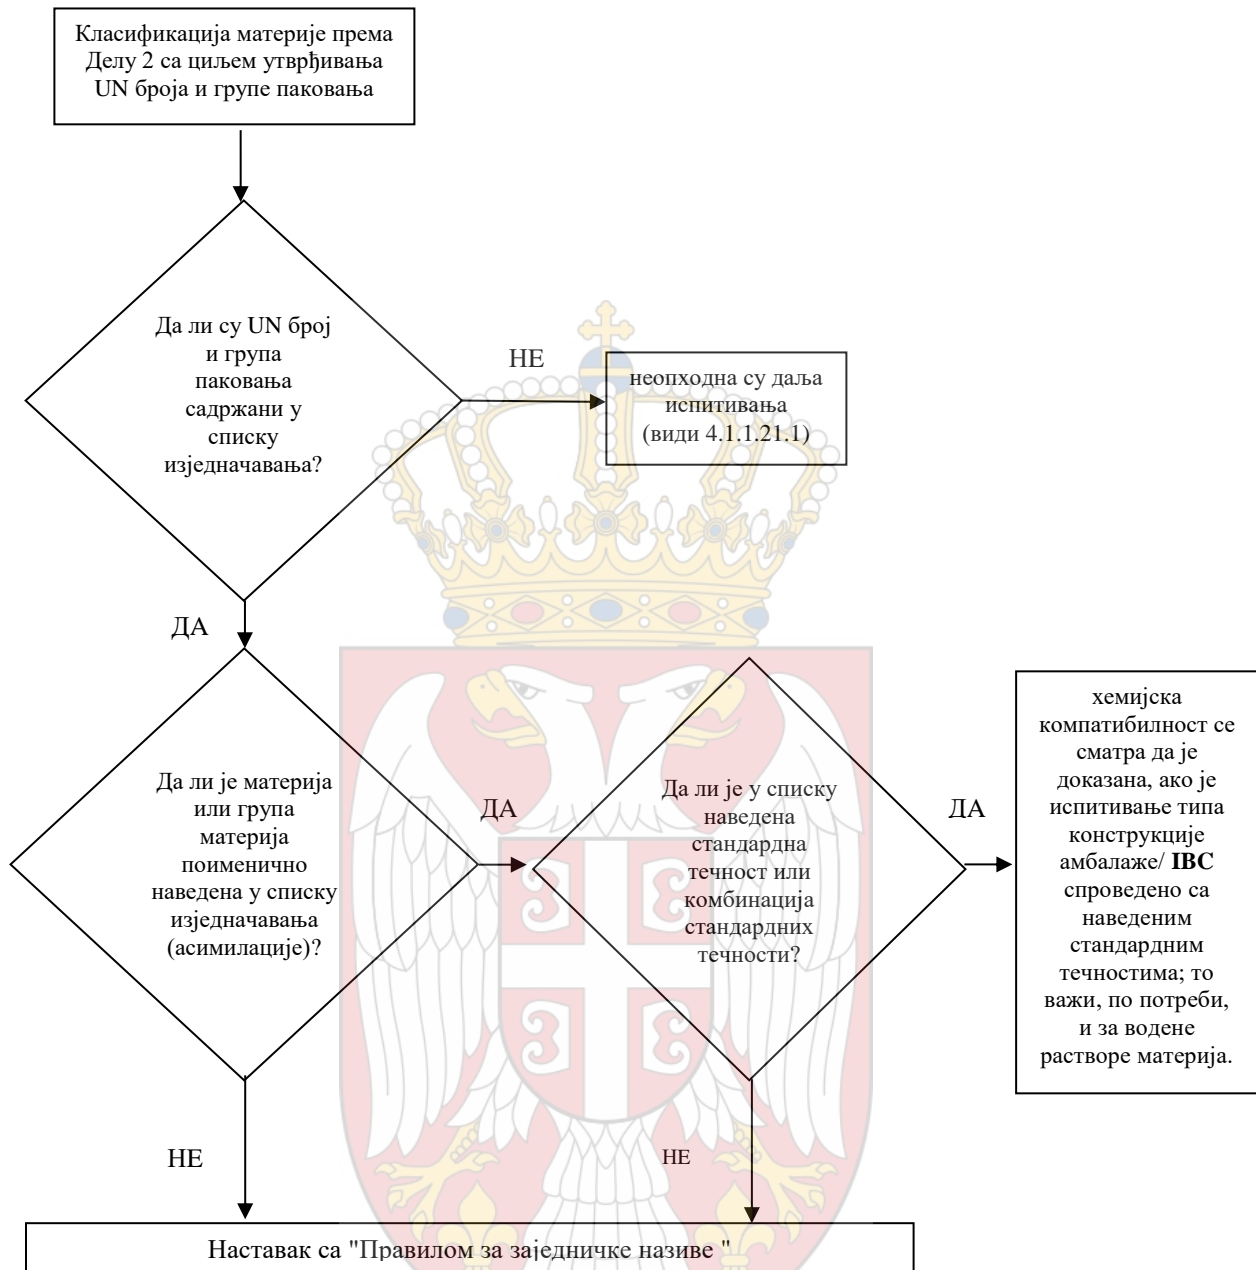 Класификација материје према
Делу 2 са циљем утврђивања
UN броја и групе паковања
Да ли су UN број
и група
паковања
садржани у
списку
изједначавања?
НЕ
неопходна су даља
испитивања
(види 4.1.1.21.1)
ДА
Да ли је материја
или група
материја
поименично
наведена у списку
изједначавања
(асимилације)?
ДА
Да ли је у списку
наведена
стандардна
течност или
комбинација
стандардних
течности?
ДА
хемијска
компатибилност се
сматра да је
доказана, ако је
испитивање типа
конструкције
амбалаже/ IBC
спроведено са
наведеним
стандардним
течностима; то
важи, по потреби,
и за водене
растворе материја.
НЕ
НЕ
Наставак са "Правилом за заједничке називе "